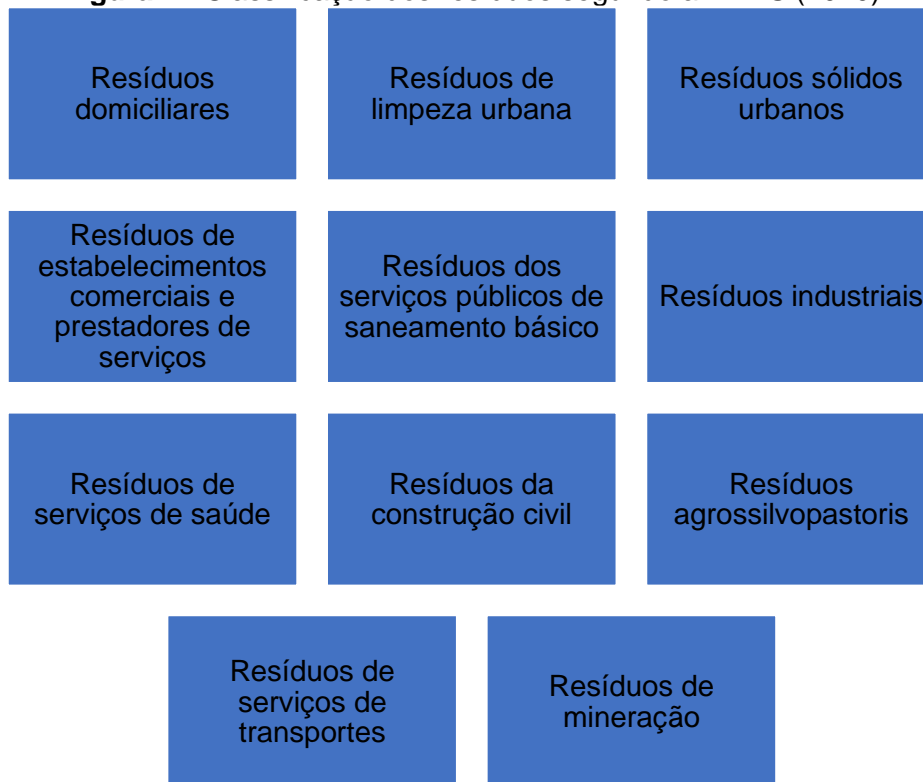 Resíduos
domiciliares
Resíduos de
limpeza urbana
Resíduos sólidos
urbanos
Resíduos de
estabelecimentos
comerciais e
prestadores de
serviços
Resíduos dos
serviços públicos de
saneamento básico
Resíduos industriais
Resíduos de
serviços de saúde
Resíduos da
construção civil
Resíduos
agrossilvopastoris
Resíduos de
serviços de
transportes
Resíduos de
mineração